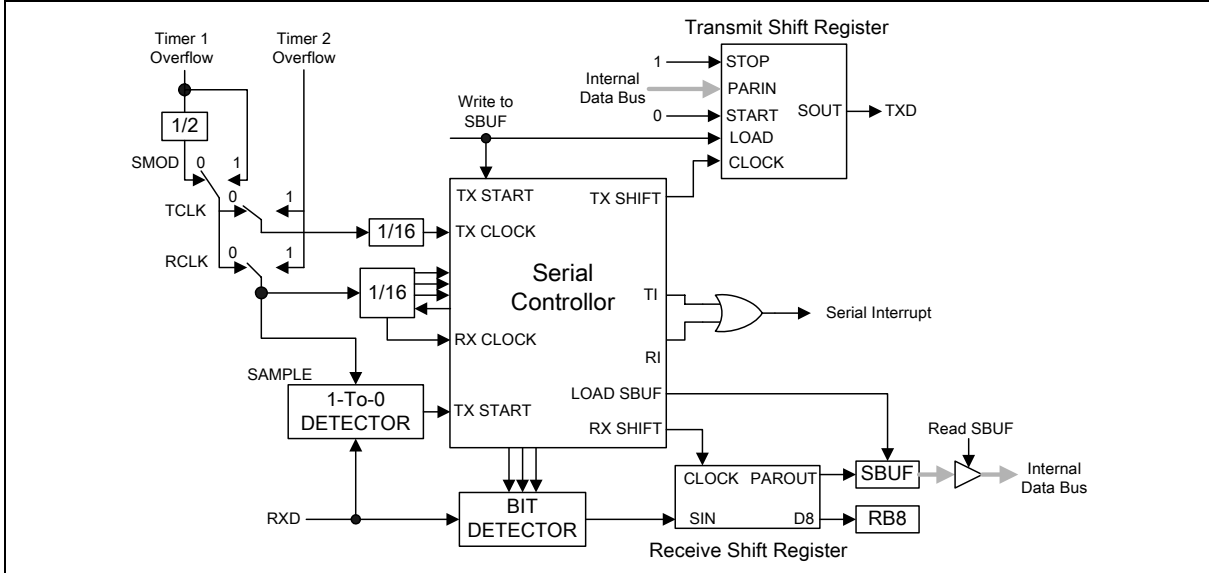 Transmit Shift Register
Timer 1
Overflow
Timer 2
Overflow
1
STOP
Internal
Data Bus
PARIN
0
START
SOUT
TXD
Write to
SBUF
LOAD
CLOCK
1/2
SMOD
0
1
TX START
TX SHIFT
TCLK
0
1
1/16
TX CLOCK
RCLK
0
1
1/16
Serial
Controllor
TI
Serial Interrupt
RX CLOCK
RI
SAMPLE
1-To-0
DETECTOR
TX START
LOAD SBUF
RX SHIFT
Read SBUF
CLOCK
PAROUT
SBUF
Internal
Data Bus
RXD
BIT
DETECTOR
SIN
D8
RB8
Receive Shift Register